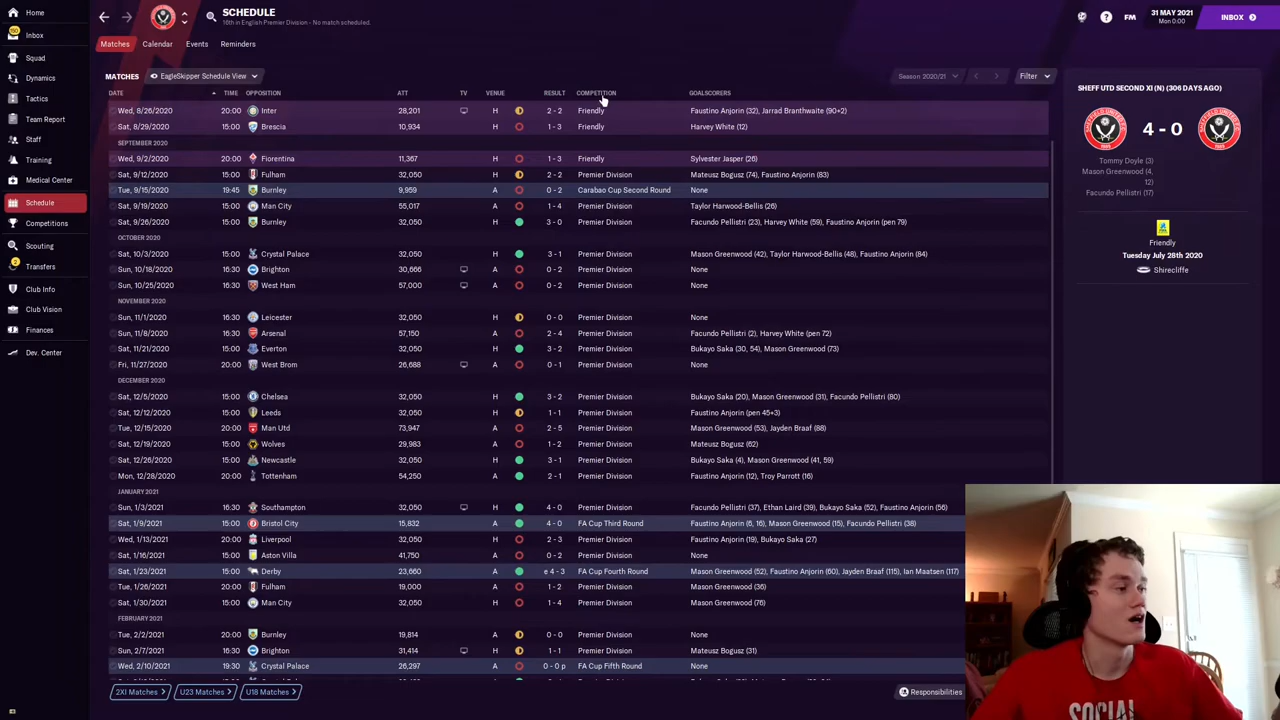 Home
Inbox
Squad
Dynamics
Tactics
Team Report
Staff
Training
Medical Center
Schedule
Competitions
Scouting
Transfers
2
Club Info
Club Vision
Finances
Dev. Center
SCHEDULE
16th in English Premier Division - No match scheduled.
? FM
31 MAY 2021
Mon 0:00
INBOX
Matches Calendar Events Reminders
MATCHES EagleSkipper Schedule View Season 2020/21 Filter
DATE TIME OPPOSITION ATT TV VENUE RESULT COMPETITION GOALSCORERS
Wed, 8/26/2020 20:00 Inter 28,201 H 2 - 2 Friendly Faustino Anjorin (32), Jarrad Branthwaite (90+2)
Sat, 8/29/2020 15:00 Brescia 10,934 H 1 - 3 Friendly Harvey White (12)
SEPTEMBER 2020
Wed, 9/2/2020 20:00 Fiorentina 11,367 H 1 - 3 Friendly Sylvester Jasper (26)
Sat, 9/12/2020 15:00 Fulham 32,050 H 2 - 2 Premier Division Mateusz Bogusz (74), Faustino Anjorin (83)
Tue, 9/15/2020 19:45 Burnley 9,959 A 0 - 2 Carabao Cup Second Round None
Sat, 9/19/2020 15:00 Man City 55,017 A 1 - 4 Premier Division Taylor Harwood-Bellis (26)
Sat, 9/26/2020 15:00 Burnley 32,050 H 3 - 0 Premier Division Facundo Pellistri (23), Harvey White (59), Faustino Anjorin (pen 79)
OCTOBER 2020
Sat, 10/3/2020 15:00 Crystal Palace 32,050 H 3 - 1 Premier Division Mason Greenwood (42), Taylor Harwood-Bellis (48), Faustino Anjorin (84)
Sun, 10/18/2020 16:30 Brighton 30,666 A 0 - 2 Premier Division None
Sun, 10/25/2020 16:30 West Ham 57,000 A 0 - 2 Premier Division None
NOVEMBER 2020
Sun, 11/1/2020 16:30 Leicester 32,050 H 0 - 0 Premier Division None
Sun, 11/8/2020 16:30 Arsenal 57,150 A 2 - 4 Premier Division Facundo Pellistri (2), Harvey White (pen 72)
Sat, 11/21/2020 15:00 Everton 32,050 H 3 - 2 Premier Division Bukayo Saka (30, 54), Mason Greenwood (73)
Fri, 11/27/2020 20:00 West Brom 26,688 A 0 - 1 Premier Division None
DECEMBER 2020
Sat, 12/5/2020 15:00 Chelsea 32,050 H 3 - 2 Premier Division Bukayo Saka (20), Mason Greenwood (31), Facundo Pellistri (80)
Sat, 12/12/2020 15:00 Leeds 32,050 H 1 - 1 Premier Division Faustino Anjorin (pen 45+3)
Tue, 12/15/2020 20:00 Man Utd 73,947 A 2 - 5 Premier Division Mason Greenwood (53), Jayden Braaf (88)
Sat, 12/19/2020 15:00 Wolves 29,983 A 1 - 2 Premier Division Mateusz Bogusz (62)
Sat, 12/26/2020 15:00 Newcastle 32,050 H 3 - 1 Premier Division Bukayo Saka (4), Mason Greenwood (41, 59)
Mon, 12/28/2020 20:00 Tottenham 54,250 A 2 - 1 Premier Division Faustino Anjorin (12), Troy Parrott (16)
JANUARY 2021
Sun, 1/3/2021 16:30 Southampton 32,050 H 4 - 0 Premier Division Facundo Pellistri (37), Ethan Laird (39), Bukayo Saka (52), Faustino Anjorin (56)
Sat, 1/9/2021 15:00 Bristol City 15,832 A 4 - 0 FA Cup Third Round Faustino Anjorin (6, 16), Mason Greenwood (15), Facundo Pellistri (38)
Wed, 1/13/2021 20:00 Liverpool 32,050 H 2 - 3 Premier Division Faustino Anjorin (19), Bukayo Saka (27)
Sat, 1/16/2021 15:00 Aston Villa 41,750 A 0 - 2 Premier Division None
Sat, 1/23/2021 15:00 Derby 23,660 A e 4 - 3 FA Cup Fourth Round Mason Greenwood (52), Faustino Anjorin (60), Jayden Braaf (115), Ian Maatsen (117)
Tue, 1/26/2021 15:00 Fulham 19,000 A 1 - 2 Premier Division Mason Greenwood (36)
Sat, 1/30/2021 15:00 Man City 32,050 H 1 - 4 Premier Division Mason Greenwood (76)
FEBRUARY 2021
Tue, 2/2/2021 20:00 Burnley 19,814 A 0 - 0 Premier Division None
Sun, 2/7/2021 16:30 Brighton 31,414 H 1 - 1 Premier Division Mateusz Bogusz (31)
Wed, 2/10/2021 19:30 Crystal Palace 26,297 A 0 - 0 p FA Cup Fifth Round None
2XI Matches U23 Matches U18 Matches Responsibilities
SHEFF UTD SECOND XI (N) (306 DAYS AGO)
4 - 0
Tommy Doyle (3)
Mason Greenwood (4,
12)
Facundo Pellistri (17)
Friendly
Tuesday July 28th 2020
Shirecliffe
SOCIAL